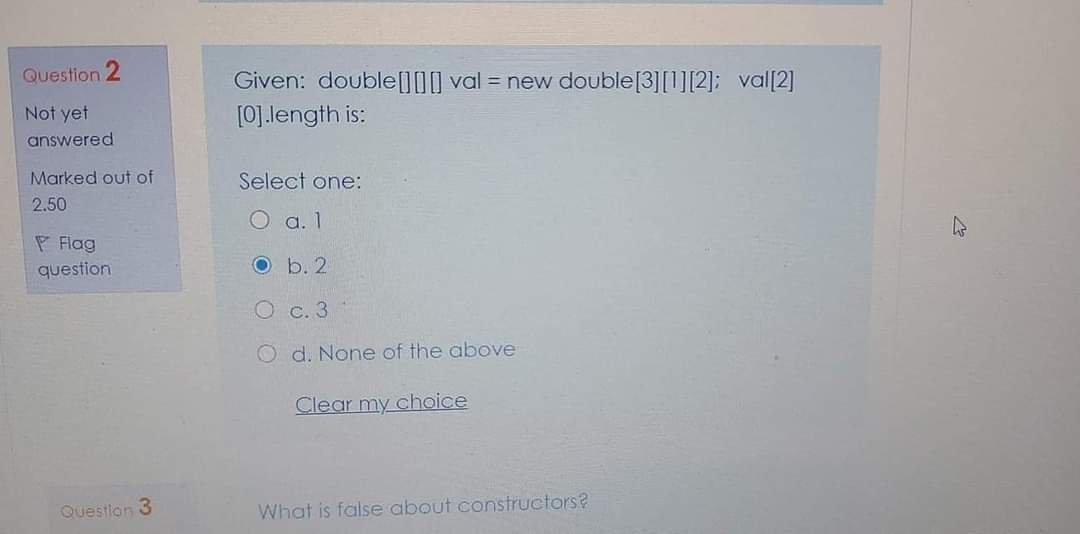 Question 2
Not yet
answered
Marked out of
2.50
Flag
question
Given: double[][][] val = new double[3][1][2]; val[2]
[0].length is:
Select one:
a. 1
b. 2
c. 3
d. None of the above
Clear my choice
Question 3
What is false about constructors?